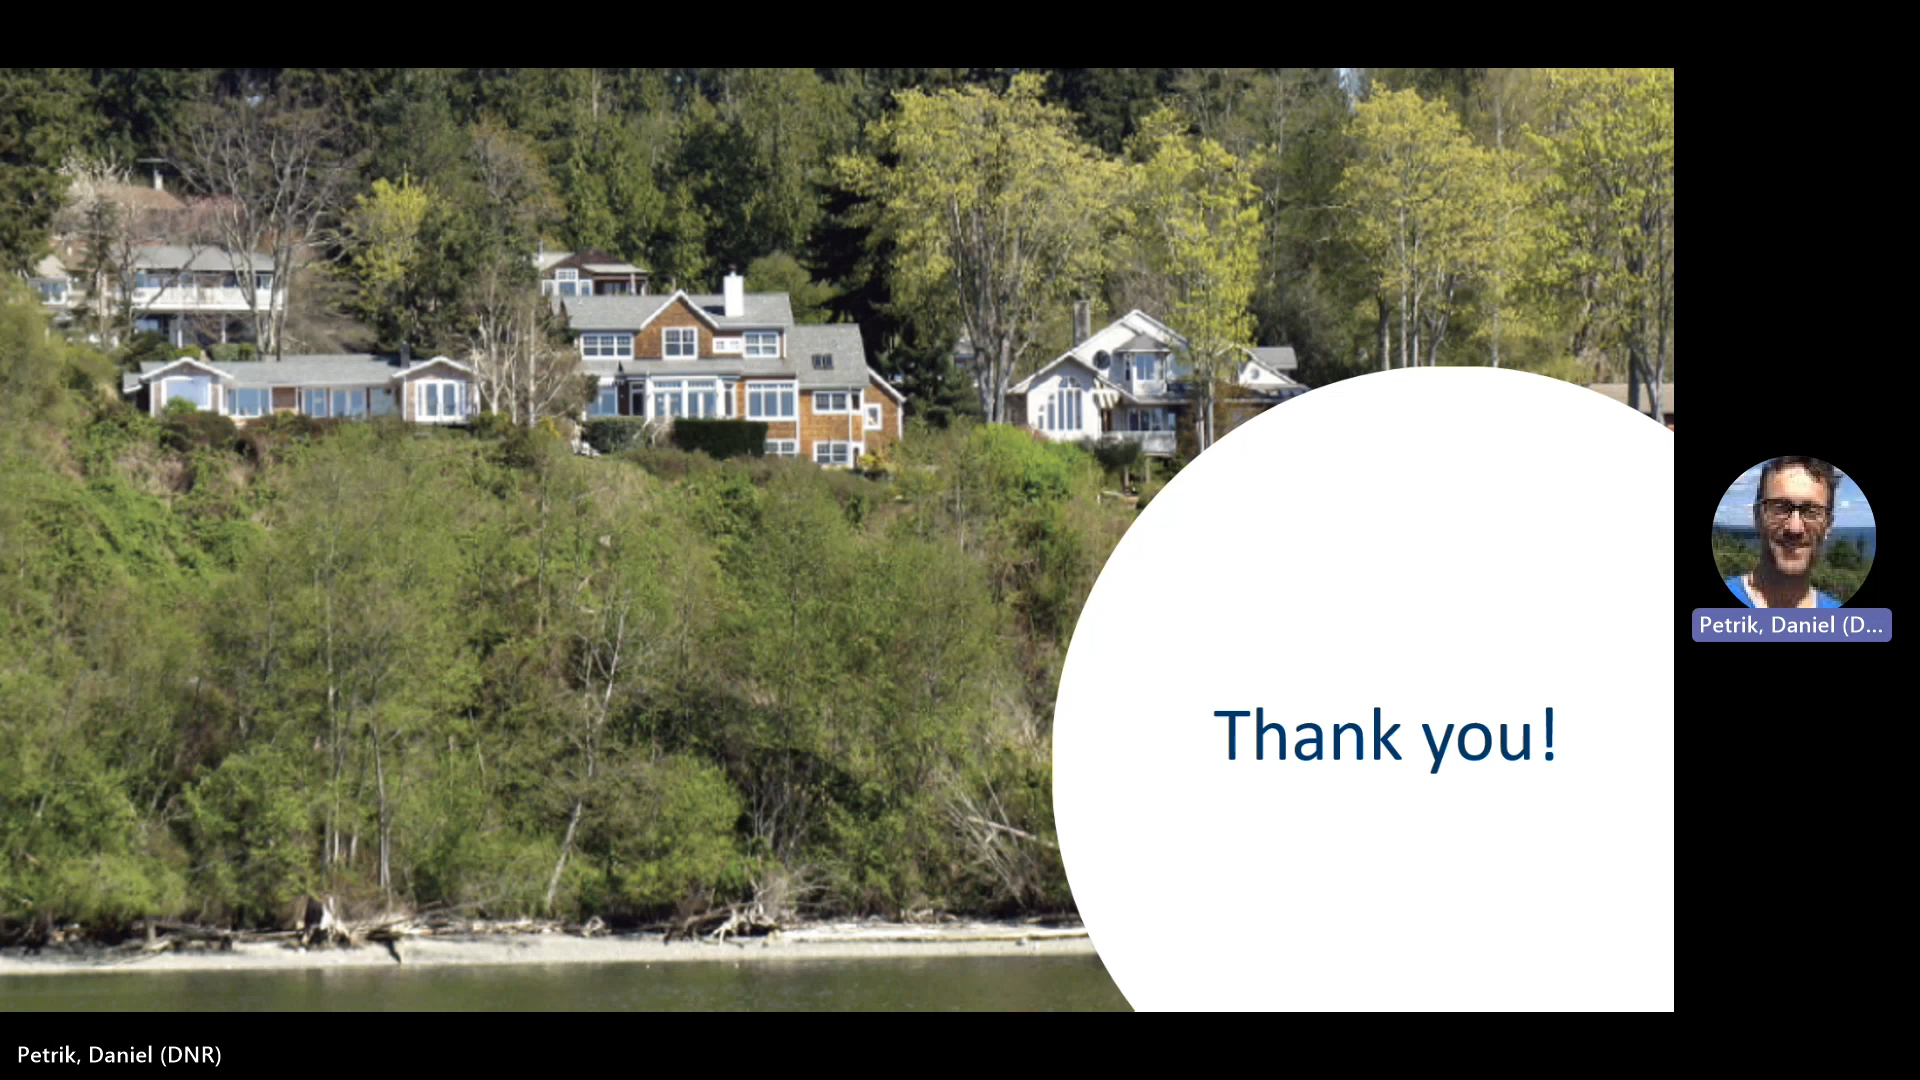 Thank you!
Petrik, Daniel (D...
Petrik, Daniel (DNR)